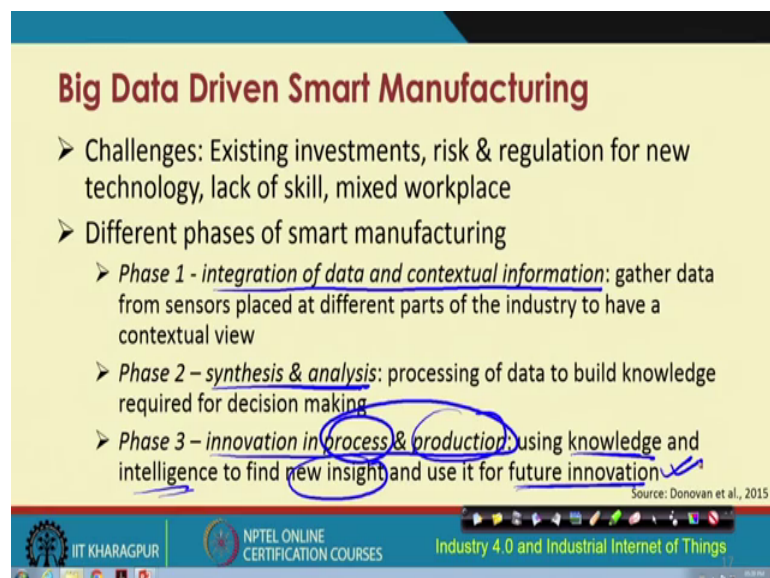 Big Data Driven Smart Manufacturing
➤ Challenges: Existing investments, risk & regulation for new
technology, lack of skill, mixed workplace
➤ Different phases of smart manufacturing
➤ Phase 1 - integration of data and contextual information: gather data
from sensors placed at different parts of the industry to have a
contextual view
➤ Phase 2 – synthesis & analysis: processing of data to build knowledge
required for decision making
➤ Phase 3 – innovation in process & production: using knowledge and
intelligence to find new insight and use it for future innovation
Source: Donovan et al., 2015
IIT KHARAGPUR
NPTEL ONLINE
CERTIFICATION COURSES
Industry 4.0 and Industrial Internet of Things
17